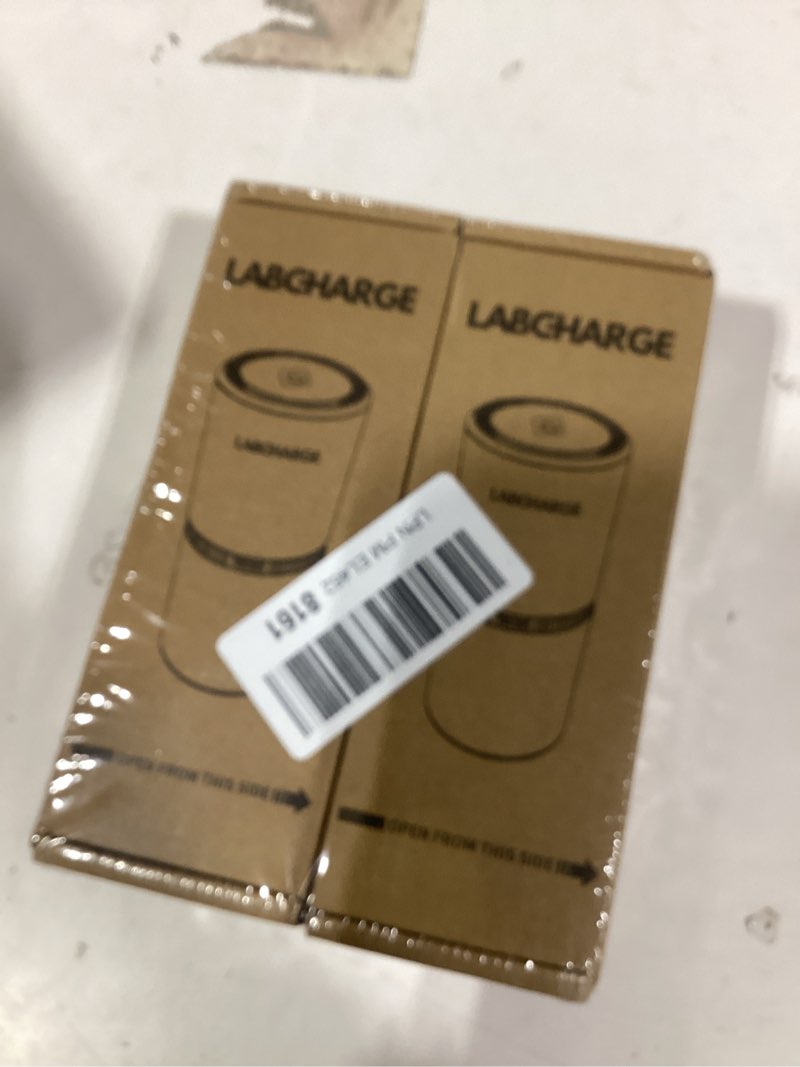 LABCHARGE
LABCHARGE
LABCHARGE
LABCHARGE
8161
OPEN FROM THIS SIDE
OPEN FROM THIS SIDE